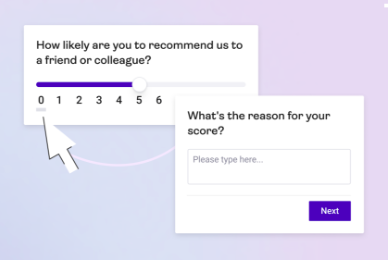 How likely are you to recommend us to
a friend or colleague?
0 1 2 3 4 5 6
What's the reason for your
score?
Please type here...
Next